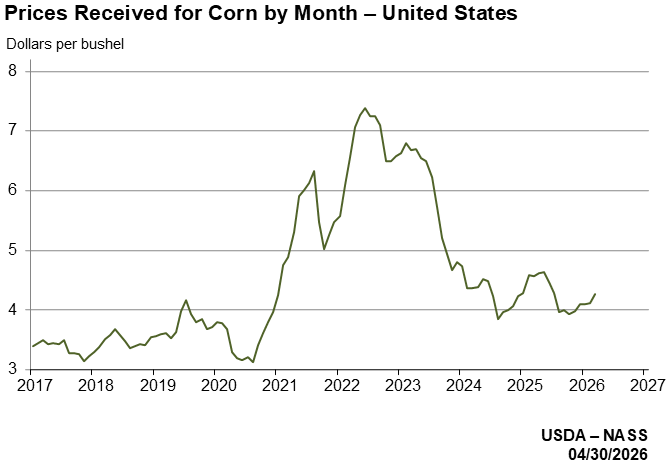 Prices Received for Corn by Month – United States
Dollars per bushel
8
7
6
5
4
3
2017 2018 2019 2020 2021 2022 2023 2024 2025 2026 2027
USDA – NASS
04/30/2026